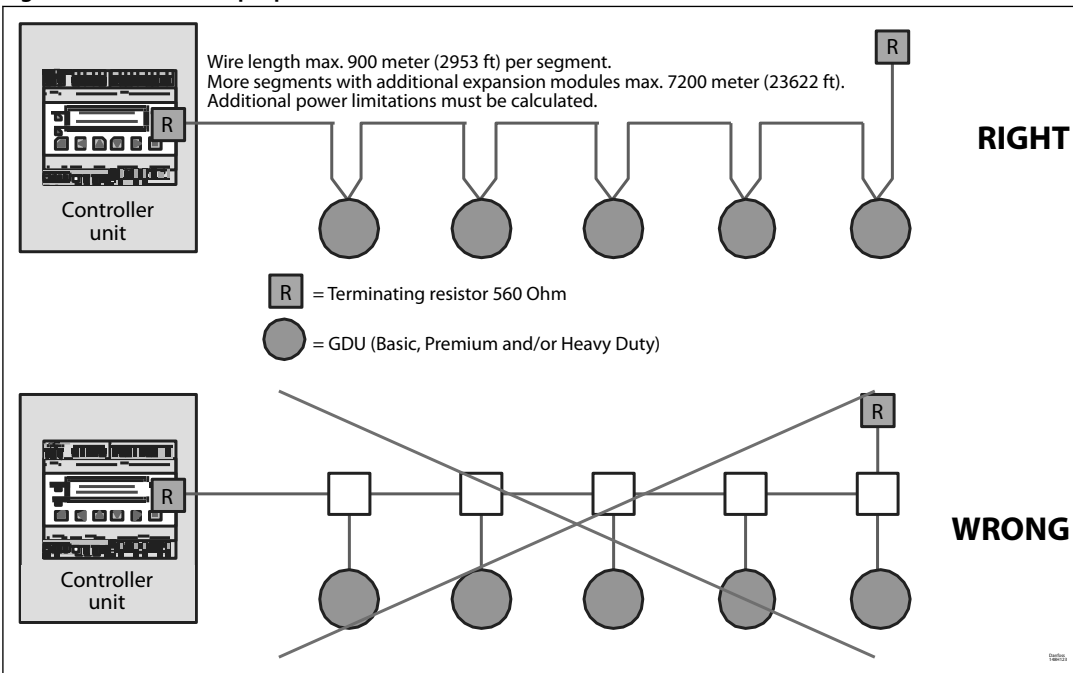 R
Wire length max. 900 meter (2953 ft) per segment.
More segments with additional expansion modules max. 7200 meter (23622 ft).
Additional power limitations must be calculated.
R
RIGHT
Controller
unit
R = Terminating resistor 560 Ohm
= GDU (Basic, Premium and/or Heavy Duty)
R
R
WRONG
Controller
unit
Danfoss